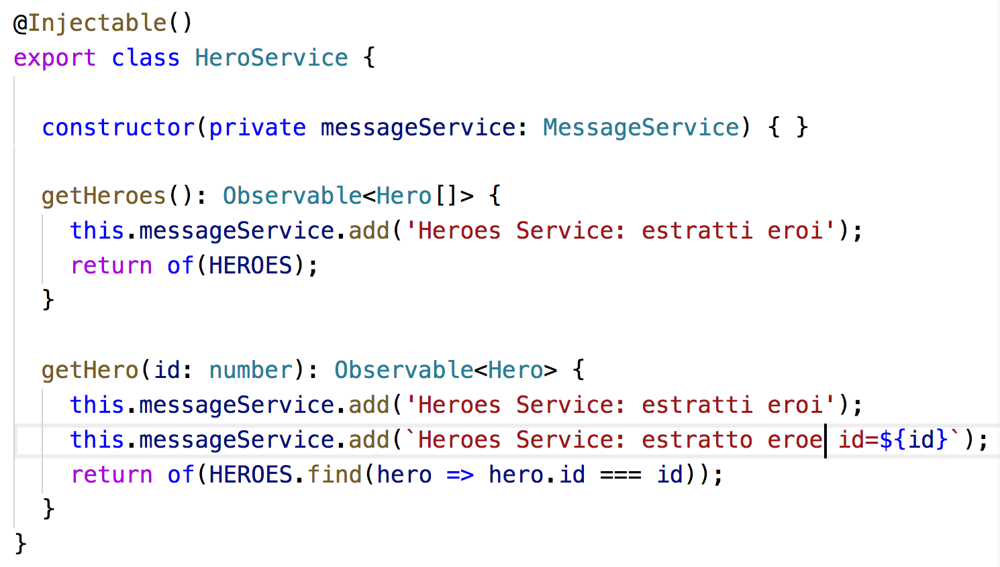 @Injectable()
export class HeroService {
constructor(private messageService: MessageService) { }
getHeroes(): Observable<Hero[]> {
this.messageService.add('Heroes Service: estratti eroi');
return of(HEROES);
}
getHero(id: number): Observable<Hero> {
this.messageService.add('Heroes Service: estratti eroi');
this.messageService.add(`Heroes Service: estratto eroe id=${id}`);
return of(HEROES.find(hero => hero.id === id));
}
}